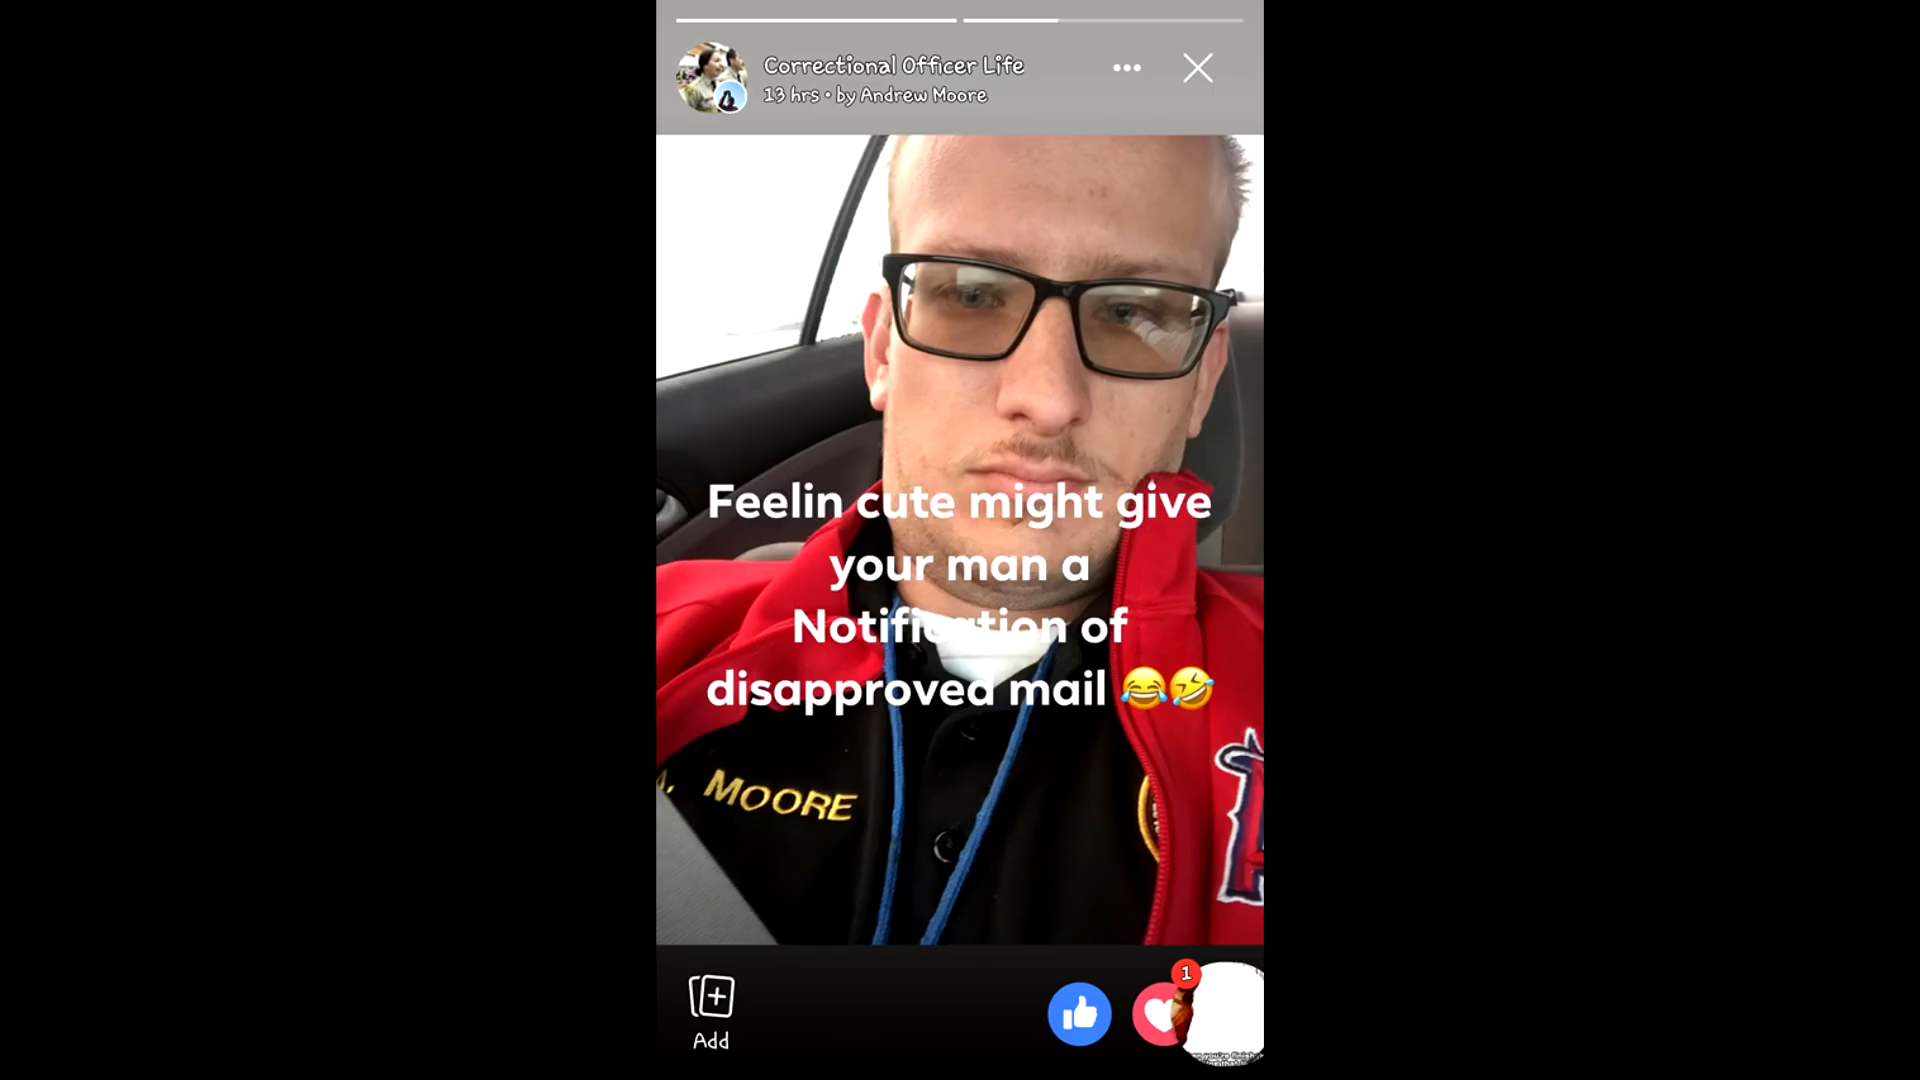 Correctional Officer Life
13 hrs • by Andrew Moore
Feelin cute might give
your man a
Notification of
disapproved mail 😂🤣
A. MOORE
1
Add